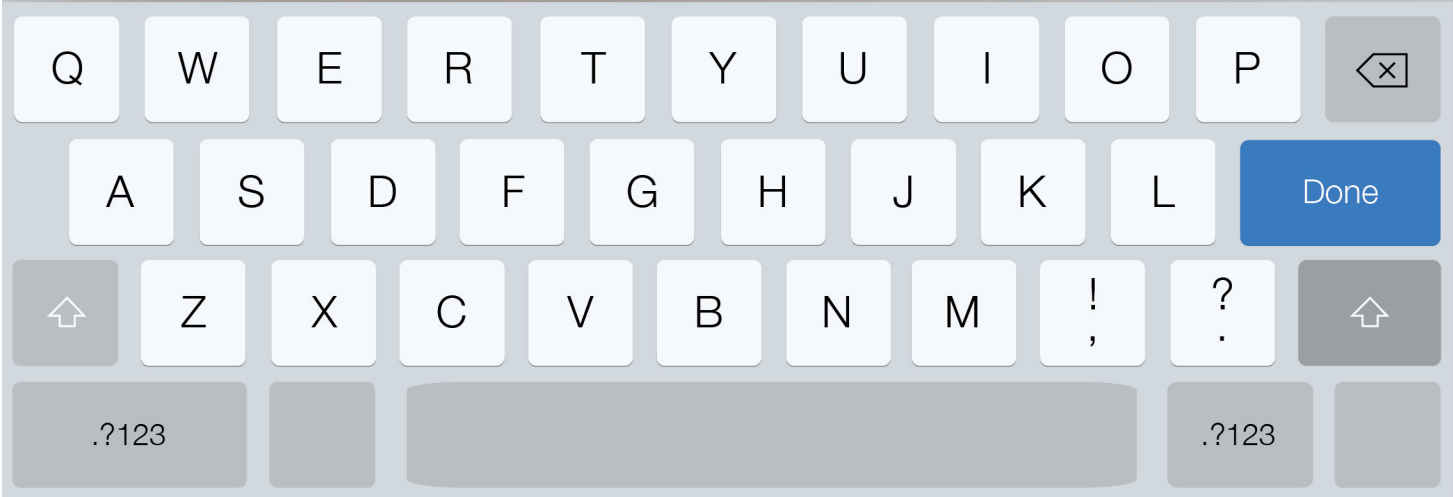 Q W E R T Y U I O P
A S D F G H J K L Done
Z X C V B N M ! , ? .
.?123 .?123